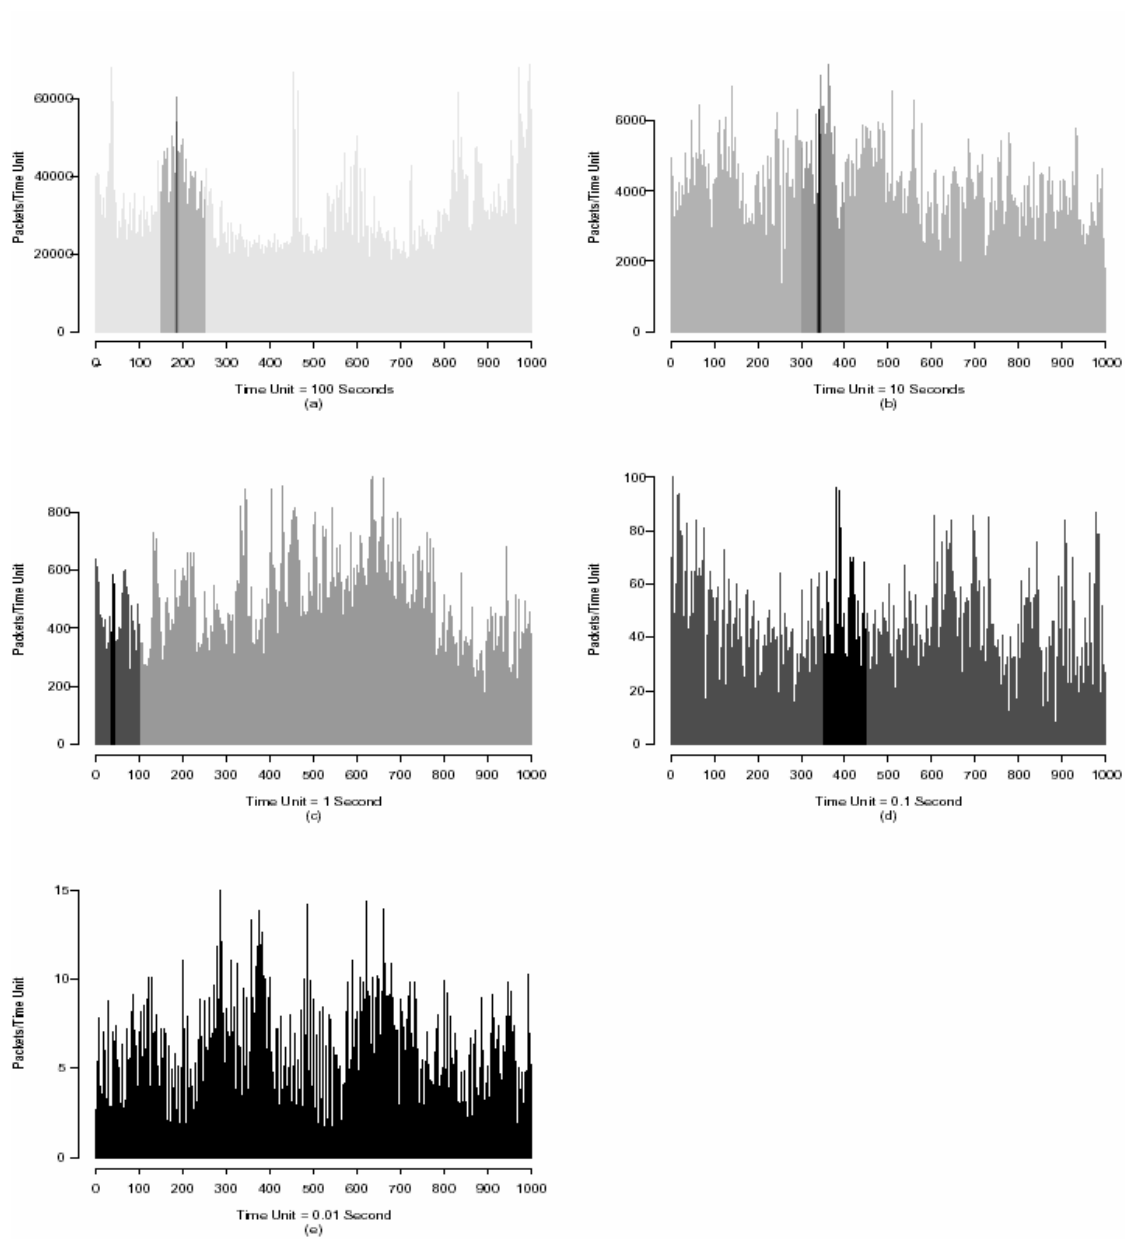 Packets/Time Unit
60000
40000
20000
0
0 100 200 300 400 500 600 700 800 900 1000
Time Unit = 100 Seconds
(a)
Packets/Time Unit
6000
4000
2000
0
0 100 200 300 400 500 600 700 800 900 1000
Time Unit = 10 Seconds
(b)
Packets/Time Unit
800
600
400
200
0
0 100 200 300 400 500 600 700 800 900 1000
Time Unit = 1 Second
(c)
Packets/Time Unit
100
80
60
40
20
0
0 100 200 300 400 500 600 700 800 900 1000
Time Unit = 0.1 Second
(d)
Packets/Time Unit
15
10
5
0
0 100 200 300 400 500 600 700 800 900 1000
Time Unit = 0.01 Second
(e)